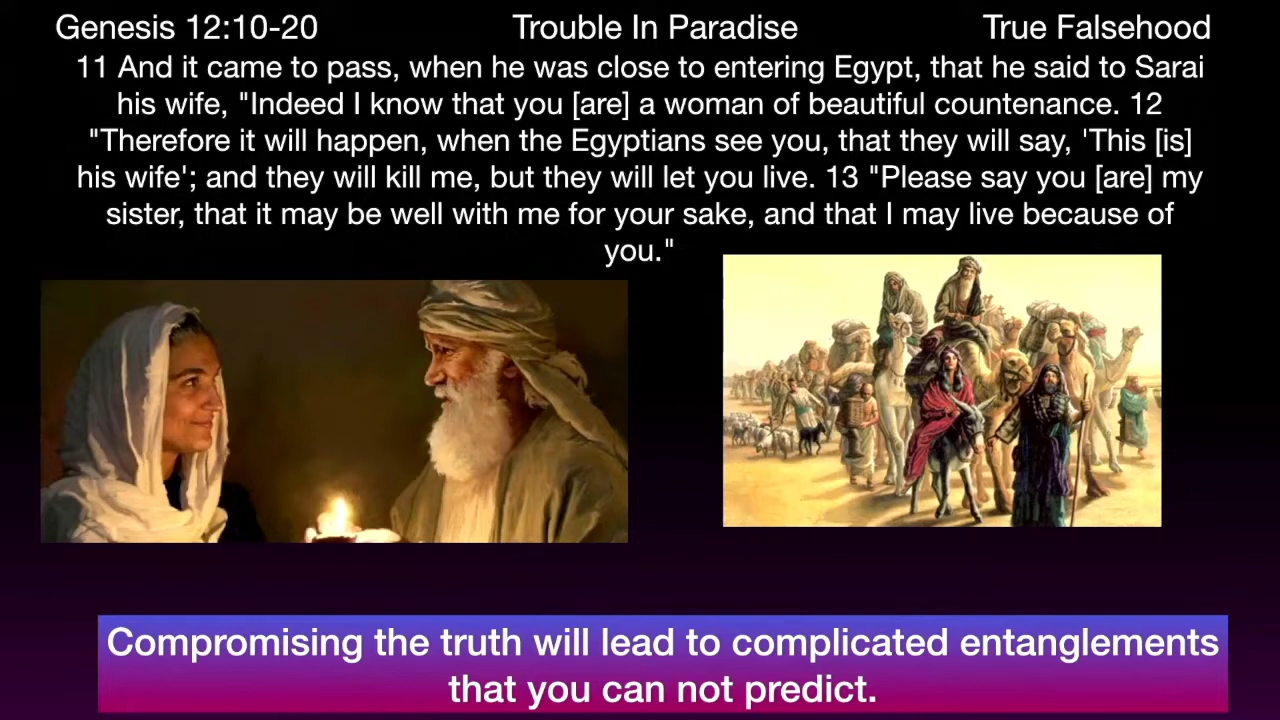 Genesis 12:10-20 Trouble In Paradise True Falsehood
11 And it came to pass, when he was close to entering Egypt, that he said to Sarai
his wife, "Indeed I know that you [are] a woman of beautiful countenance. 12
"Therefore it will happen, when the Egyptians see you, that they will say, 'This [is]
his wife'; and they will kill me, but they will let you live. 13 "Please say you [are] my
sister, that it may be well with me for your sake, and that I may live because of
you."
Compromising the truth will lead to complicated entanglements
that you can not predict.